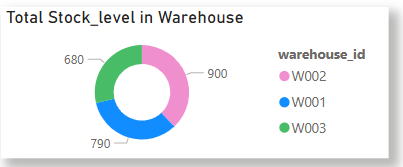 Total Stock_level in Warehouse
680
900
790
warehouse_id
W002
W001
W003